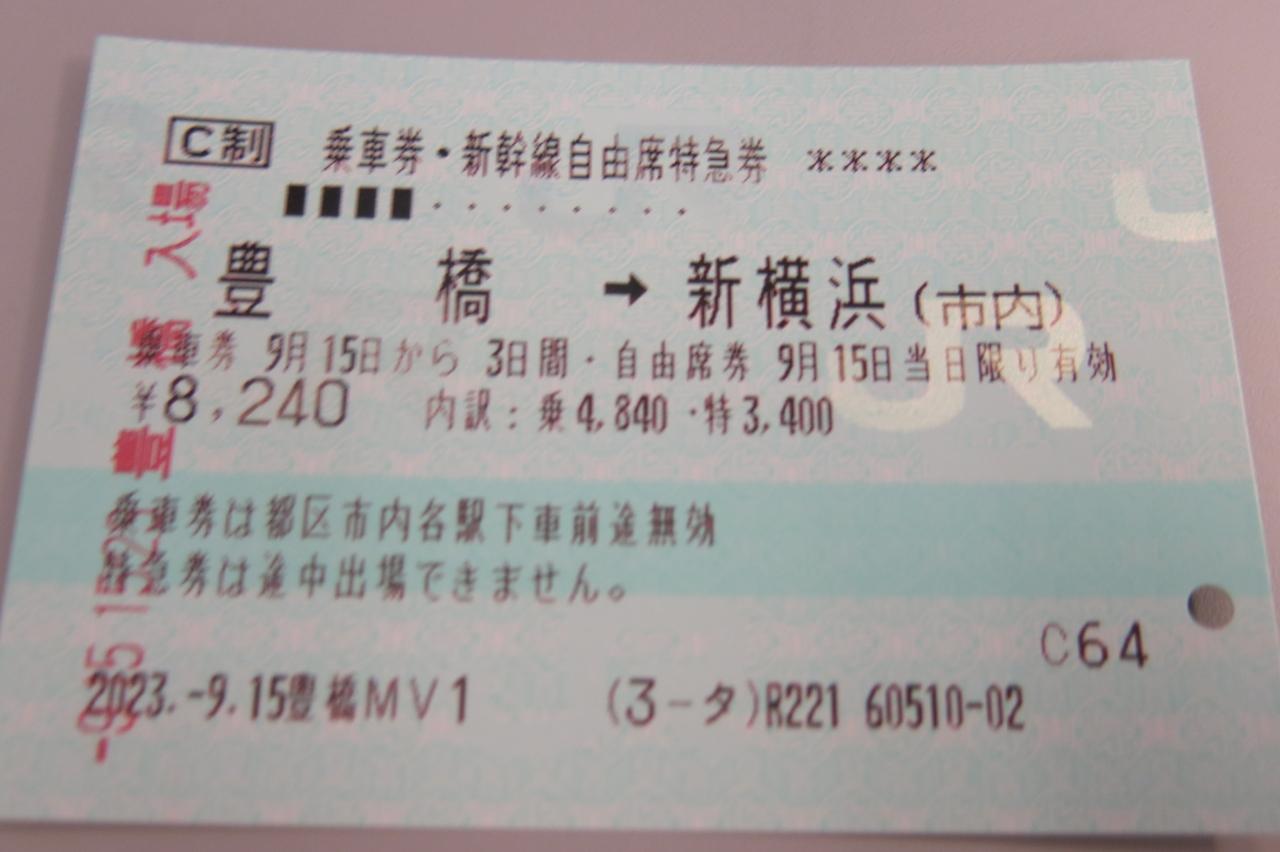 C制 乗車券・新幹線自由席特急券 ****
■■■■・・・・・・・・
豊橋 → 新横浜(市内)
乗車券 9月15日から 3日間・自由席券 9月15日当日限り有効
¥8,240 内訳:乗4,840・特3,400
乗車券は都区市内各駅下車前途無効
特急券は途中出場できません。
C64
2023.-9.15豊橋MV1 (3-タ)R221 60510-02
豊橋 入場
JR